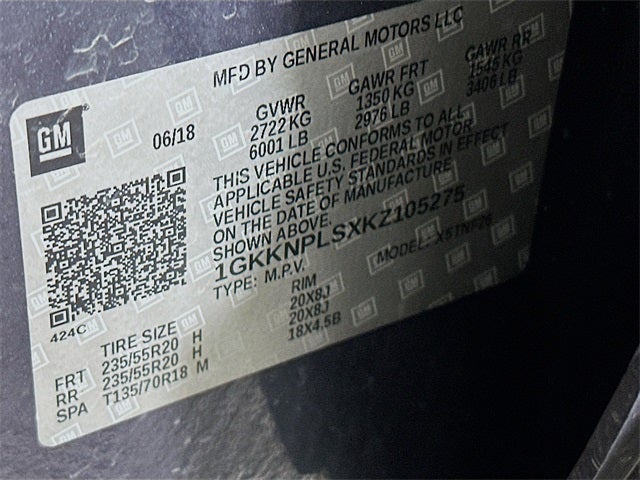 MFD BY GENERAL MOTORS LLC
GM
06/18
GVWR GAWR FRT GAWR RR
2722 KG 1350 KG 1545 KG
6001 LB 2976 LB 3406 LB
THIS VEHICLE CONFORMS TO ALL
APPLICABLE U.S. FEDERAL MOTOR
VEHICLE SAFETY STANDARDS IN EFFECT
ON THE DATE OF MANUFACTURE
SHOWN ABOVE.
1GKKNPLSXKZ105275
TYPE: M.P.V. MODEL: X5TNF26
424C
TIRE SIZE RIM
FRT 235/55R20 H 20X8J
RR 235/55R20 H 20X8J
SPA T135/70R18 M 18X4.5B